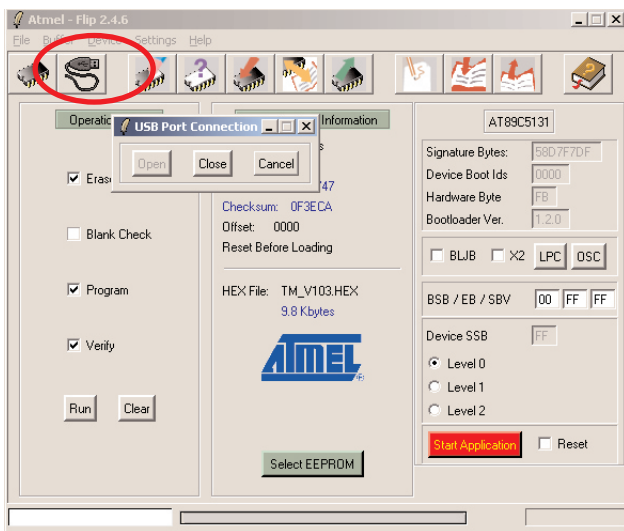 Atmel - Flip 2.4.6
File Buffer Device Settings Help
USB Port Connection
Open Close Cancel
Information
Eras
Blank Check
Program
Verify
Run Clear
47
Checksum: 0F3ECA
Offset: 0000
Reset Before Loading
HEX File: TM_V103.HEX
9.8 Kbytes
ATMEL
Select EEPROM
AT89C5131
Signature Bytes: 58D7F7DF
Device Boot Ids 0000
Hardware Byte FB
Bootloader Ver. 1.2.0
BLJB X2 LPC OSC
BSB / EB / SBV 00 FF FF
Device SSB FF
Level 0
Level 1
Level 2
Start Application Reset